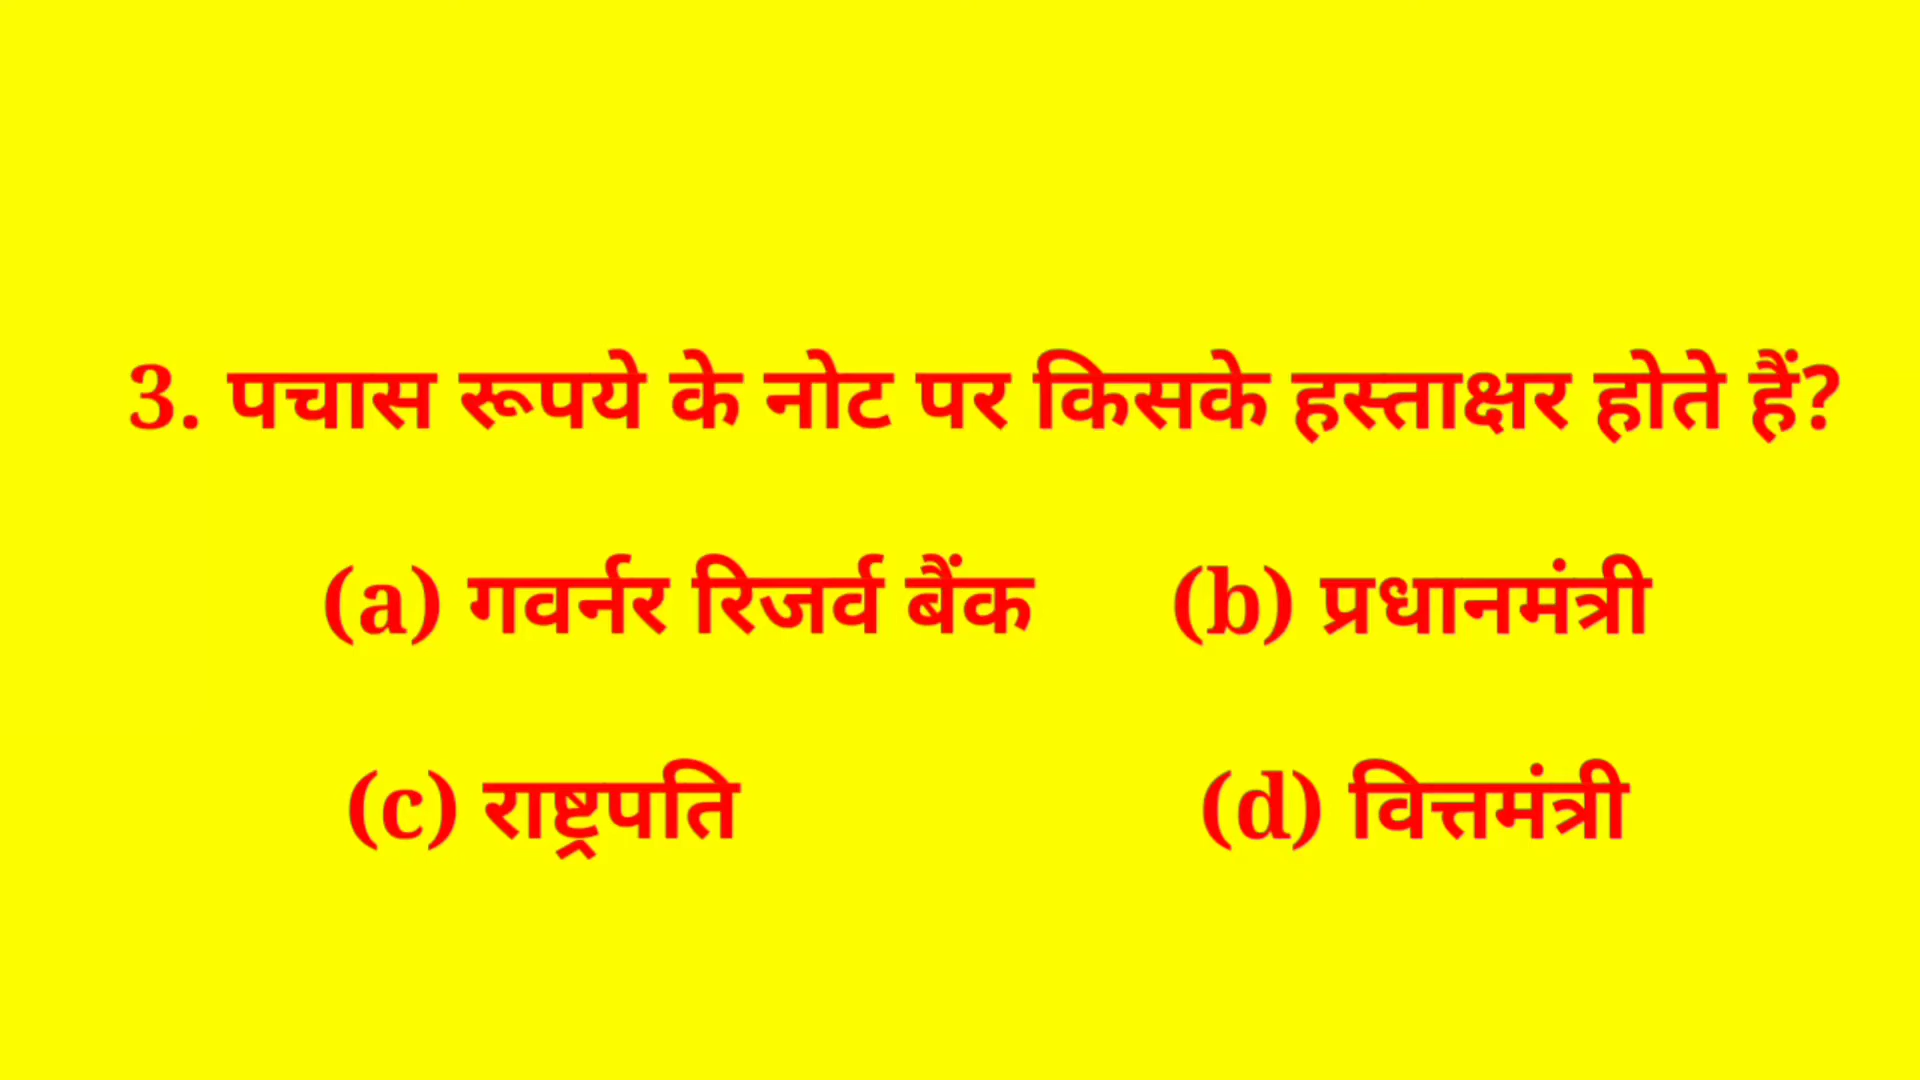 3. पचास रूपये के नोट पर किसके हस्ताक्षर होते हैं?
(a) गवर्नर रिजर्व बैंक (b) प्रधानमंत्री
(c) राष्ट्रपति (d) वित्तमंत्री